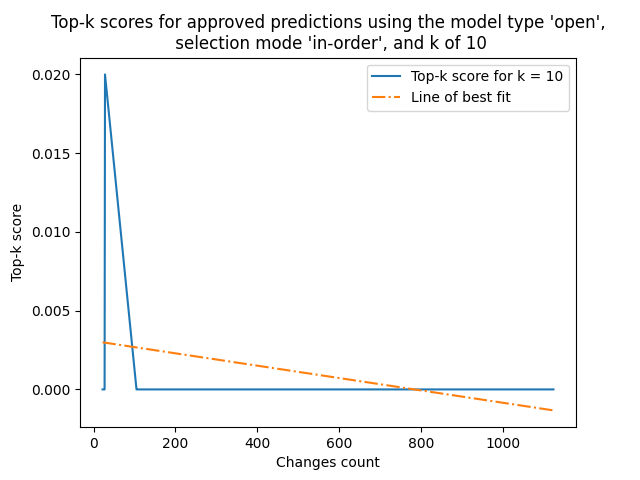 Top-k scores for approved predictions using the model type 'open',
selection mode 'in-order', and k of 10
Top-k score for k = 10
Line of best fit
Top-k score
0.020
0.015
0.010
0.005
0.000
0 200 400 600 800 1000
Changes count